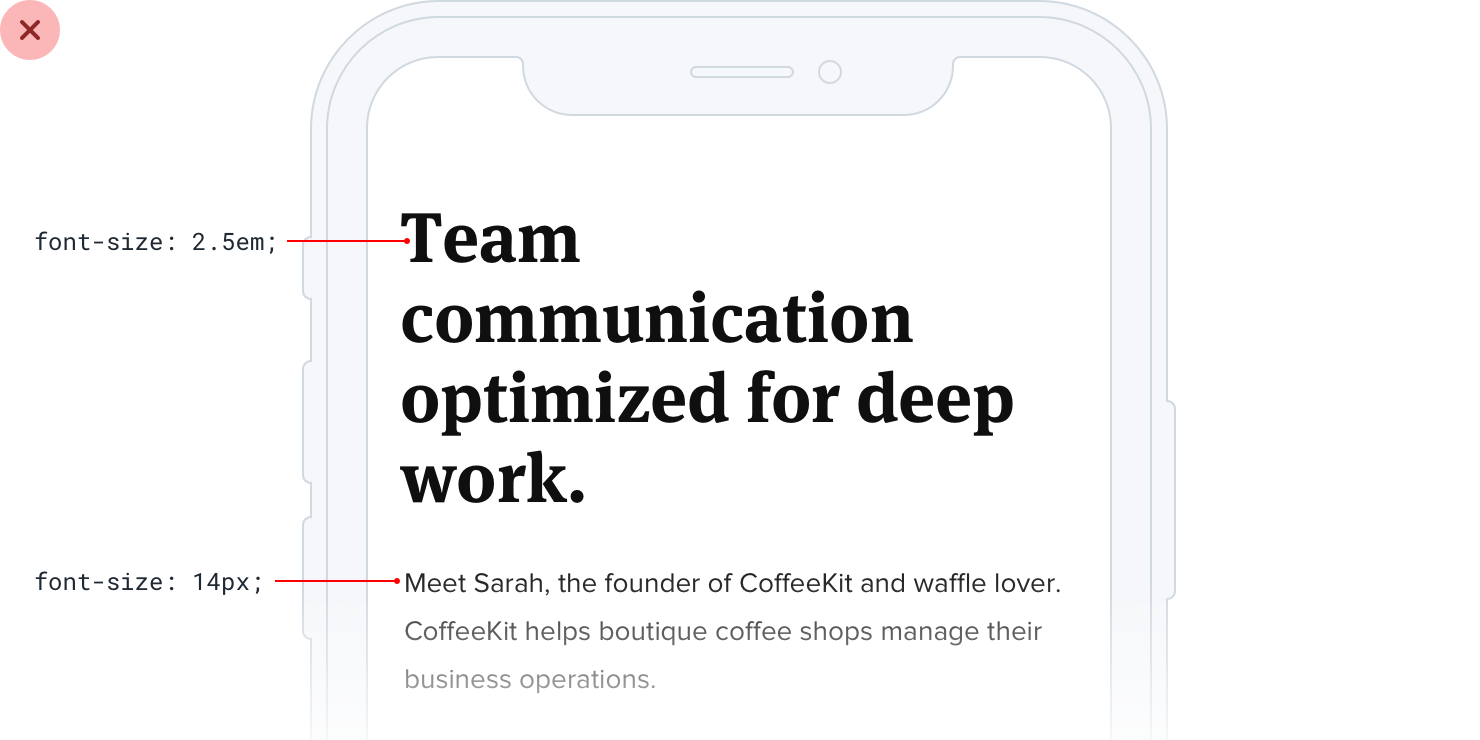 font-size: 2.5em;
Team
communication
optimized for deep
work.
font-size: 14px;
Meet Sarah, the founder of CoffeeKit and waffle lover.
CoffeeKit helps boutique coffee shops manage their
business operations.